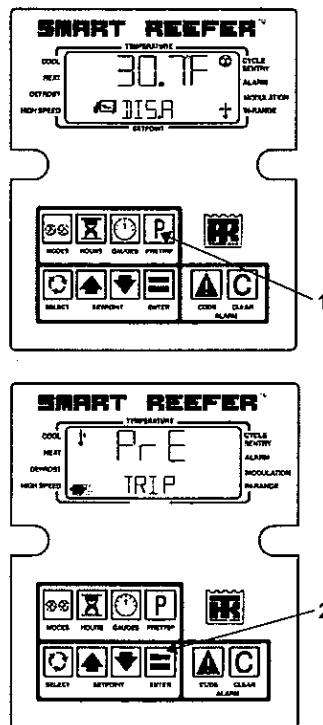 SMART REEFER
TEMPERATURE
COOL
HEAT
DEFROST
HIGH SPEED
30.7F
DIS.A
CYCLE
SENTRY
ALARM
MODULATION
IN-RANGE
SETPOINT
MODES HOURS GAUGES P PRETRIP
SELECT SETPOINT ENTER CODE C CLEAR
ALARM
1
SMART REEFER
TEMPERATURE
COOL
HEAT
DEFROST
HIGH SPEED
PrE
TRIP
CYCLE
SENTRY
ALARM
MODULATION
IN-RANGE
MODES HOURS GAUGES P PRETRIP
SELECT SETPOINT ENTER CODE C CLEAR
ALARM
2